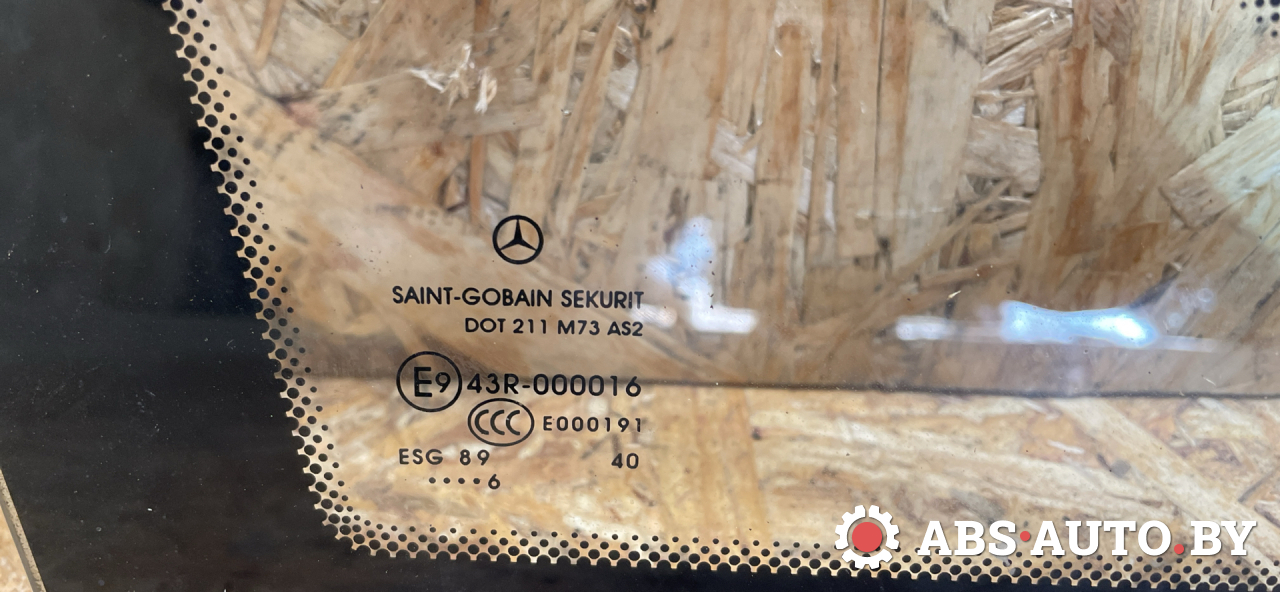 SAINT-GOBAIN SEKURIT
DOT 211 M73 AS2
E9 43R-000016
CCC E000191
ESG 89 40
····6
ABS·AUTO.BY